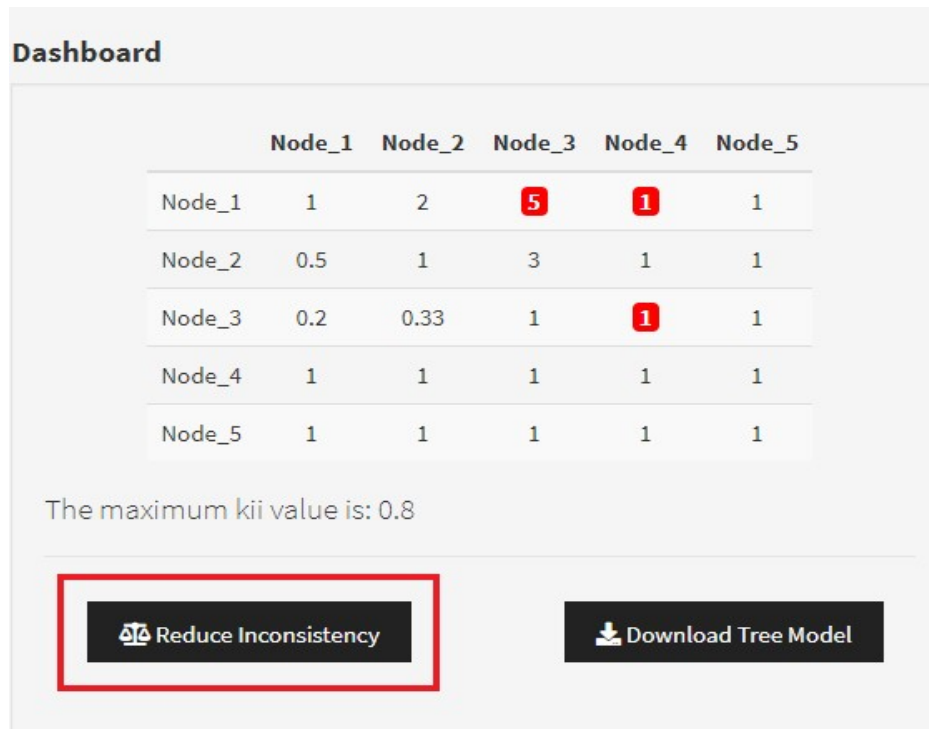 Dashboard
Node_1 Node_2 Node_3 Node_4 Node_5
Node_1 1 2 5 1 1
Node_2 0.5 1 3 1 1
Node_3 0.2 0.33 1 1 1
Node_4 1 1 1 1 1
Node_5 1 1 1 1 1
The maximum kii value is: 0.8
Reduce Inconsistency Download Tree Model